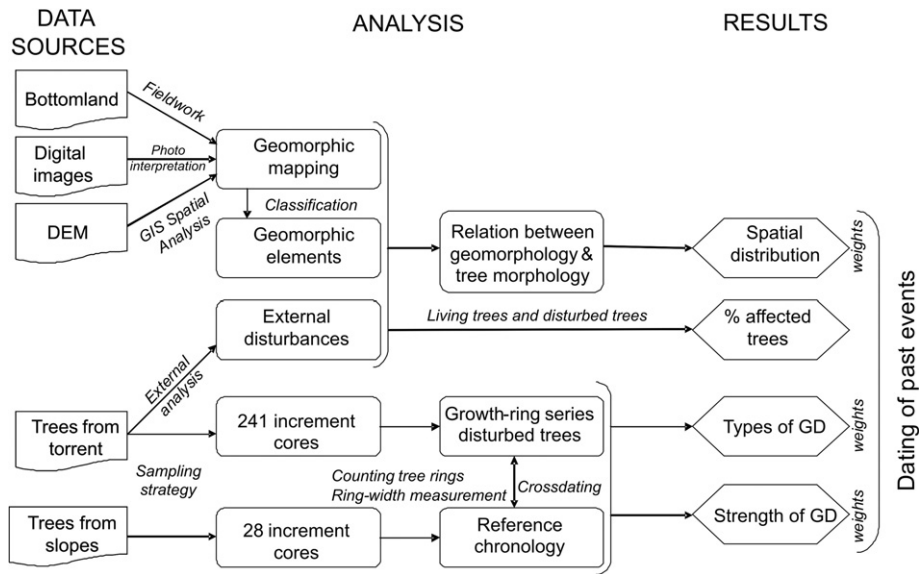 DATA
SOURCES
ANALYSIS
RESULTS
Bottomland
Fieldwork
Digital
images
Photo
interpretation
DEM
GIS Spatial
Analysis
Geomorphic
mapping
Classification
Geomorphic
elements
Relation between
geomorphology &
tree morphology
Spatial
distribution
weights
External
disturbances
Living trees and disturbed trees
% affected
trees
External
analysis
Trees from
torrent
241 increment
cores
Growth-ring series
disturbed trees
Types of GD
weights
Sampling
strategy
Counting tree rings
Ring-width measurement
Crossdating
Trees from
slopes
28 increment
cores
Reference
chronology
Strength of GD
weights
Dating of past events